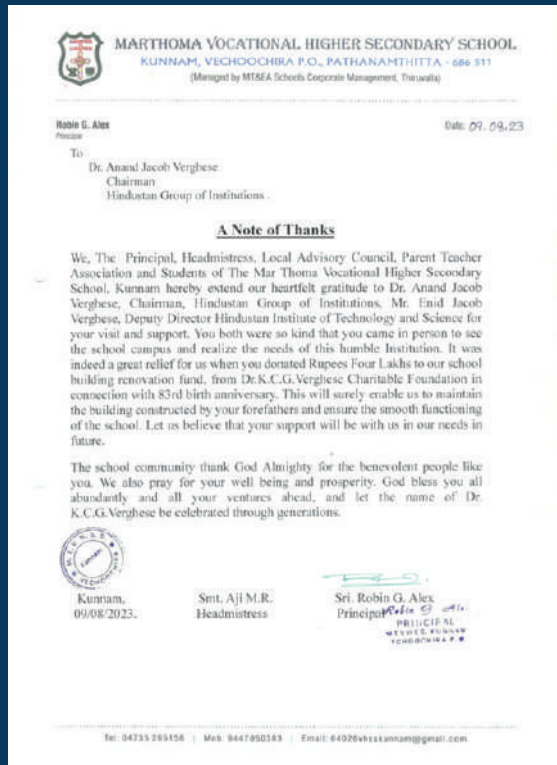 MARTHOMA VOCATIONAL HIGHER SECONDARY SCHOOL
KUNNAM, VECHOOCHIRA P.O., PATHANAMTHITTA - 686 511
(Managed by MT&EA Schools Corporate Management, Thiruvalla)
Robin G. Alex
Principal
Date: 09.08.23
To
Dr. Anand Jacob Verghese
Chairman
Hindustan Group of Institutions .
A Note of Thanks
We, The Principal, Headmistress, Local Advisory Council, Parent Teacher
Association and Students of The Mar Thoma Vocational Higher Secondary
School, Kunnam hereby extend our heartfelt gratitude to Dr. Anand Jacob
Verghese, Chairman, Hindustan Group of Institutions, Mr. Enid Jacob
Verghese, Deputy Director Hindustan Institute of Technology and Science for
your visit and support. You both were so kind that you came in person to see
the school campus and realize the needs of this humble Institution. It was
indeed a great relief for us when you donated Rupees Four Lakhs to our school
building renovation fund, from Dr.K.C.G.Verghese Charitable Foundation in
connection with 83rd birth anniversary. This will surely enable us to maintain
the building constructed by your forefathers and ensure the smooth functioning
of the school. Let us believe that your support will be with us in our needs in
future.
The school community thank God Almighty for the benevolent people like
you. We also pray for your well being and prosperity. God bless you all
abundantly and all your ventures ahead, and let the name of Dr.
K.C.G.Verghese be celebrated through generations.
Kunnam
Kunnam,
09/08/2023.
Smt. Aji M.R.
Headmistress
Sri. Robin G. Alex
Principal
Robin G Alex
PRINCIPAL
Tel: 04735 265156 | Mob: 9447850383 | Email: 64026vhsskunnam@gmail.com